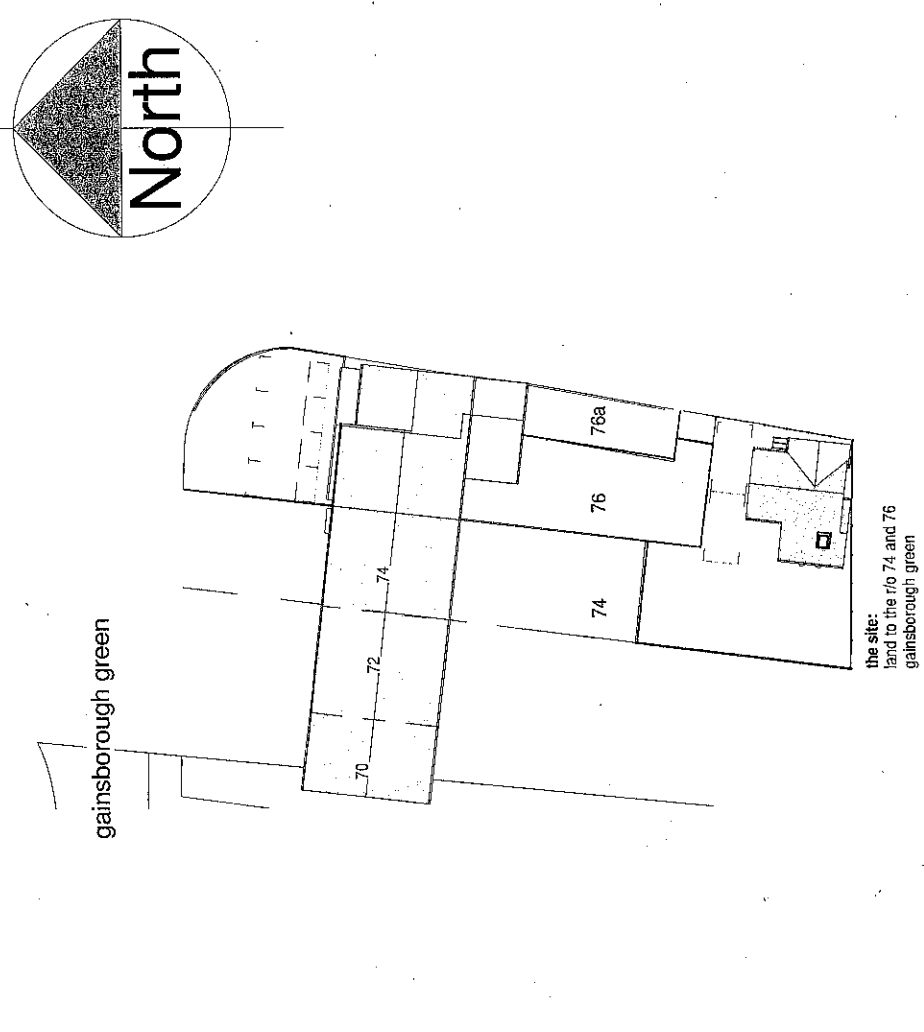 North
gainsborough green
70
72
74
74
76
76a
the site:
land to the r/o 74 and 76
gainsborough green